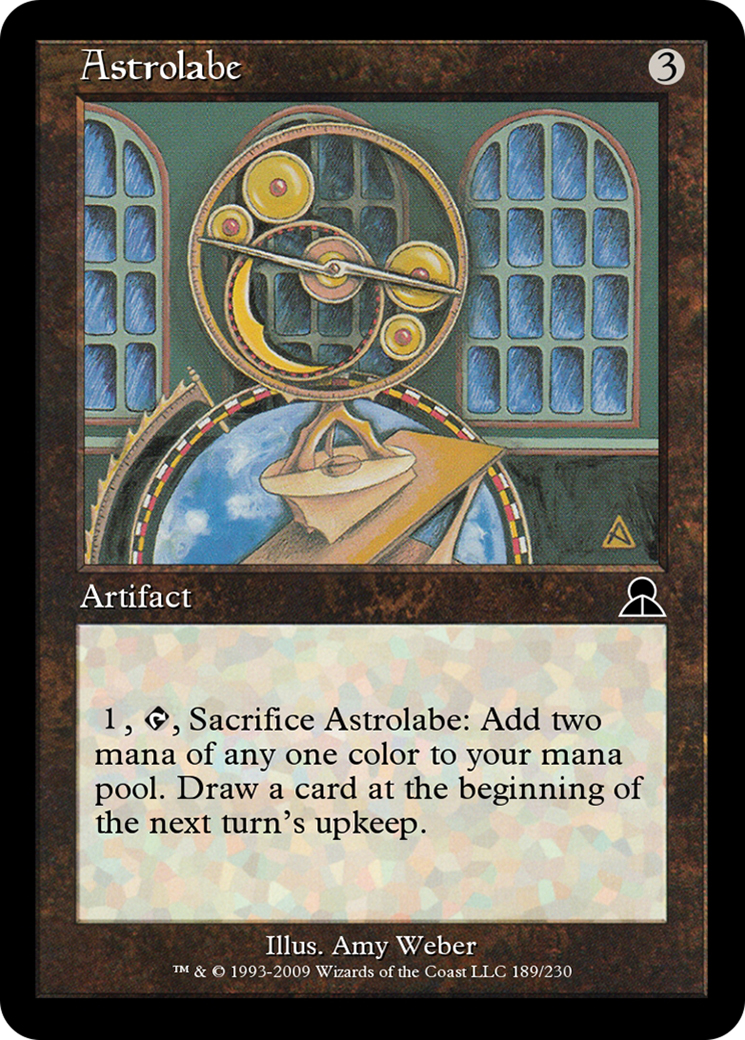 Astrolabe 3
Artifact
1, , Sacrifice Astrolabe: Add two
mana of any one color to your mana
pool. Draw a card at the beginning of
the next turn's upkeep.
Illus. Amy Weber
™ & © 1993-2009 Wizards of the Coast LLC 189/230